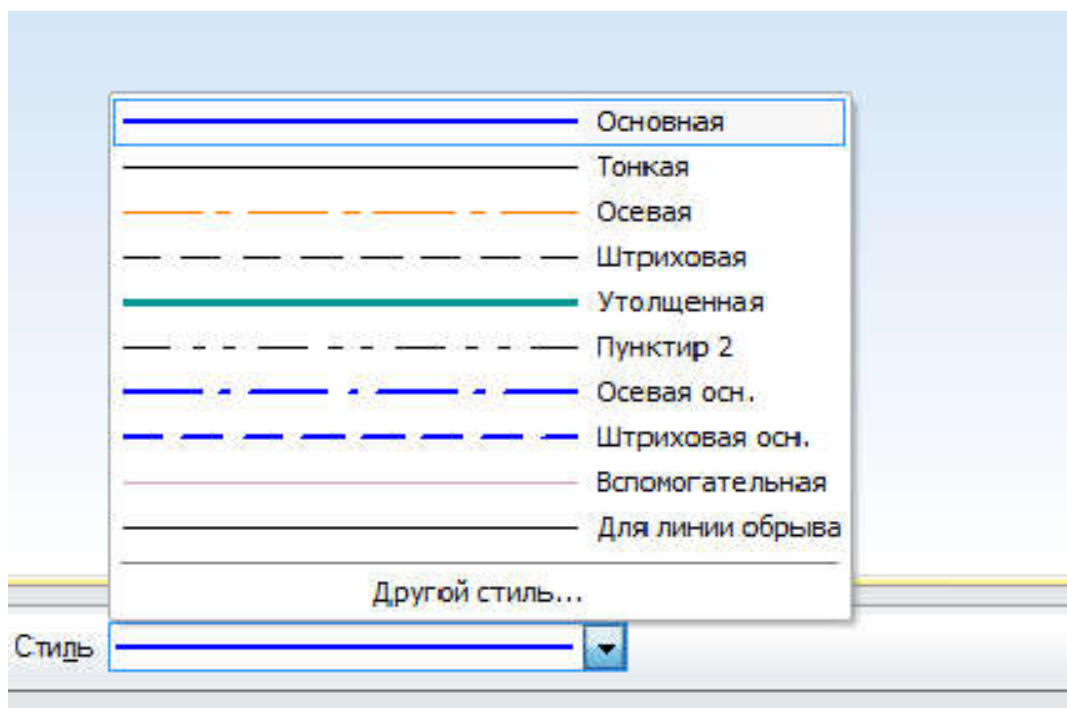 Основная
Тонкая
Осевая
Штриховая
Утолщенная
Пунктир 2
Осевая осн.
Штриховая осн.
Вспомогательная
Для линии обрыва
Другой стиль...
Стиль